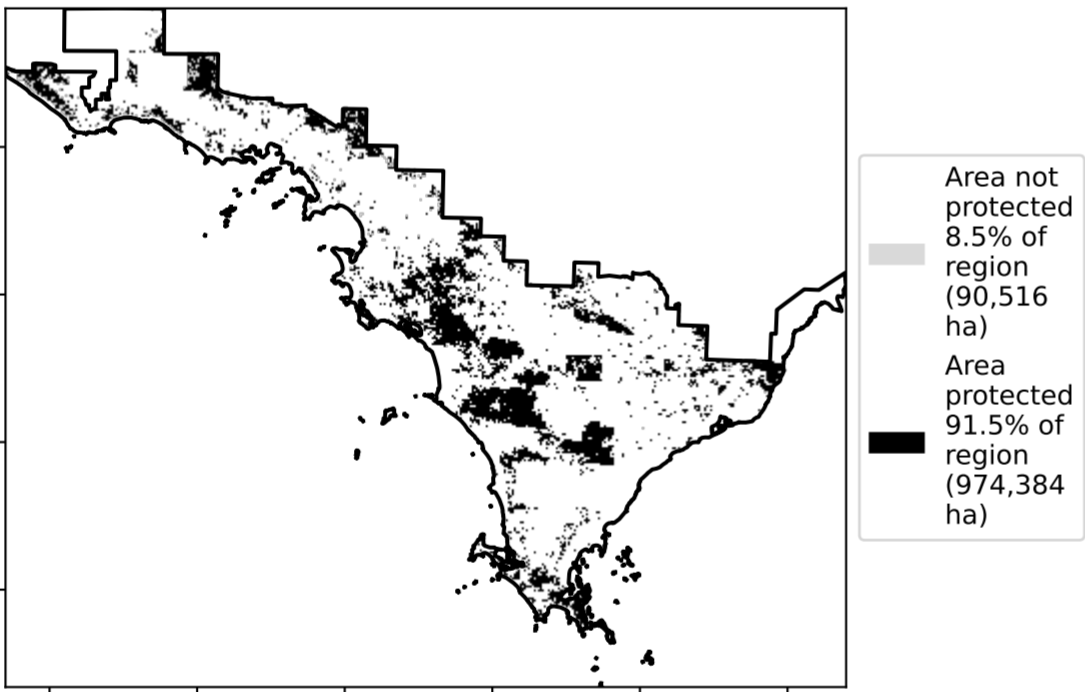 Area not
protected
8.5% of
region
(90,516
ha)
Area
protected
91.5% of
region
(974,384
ha)